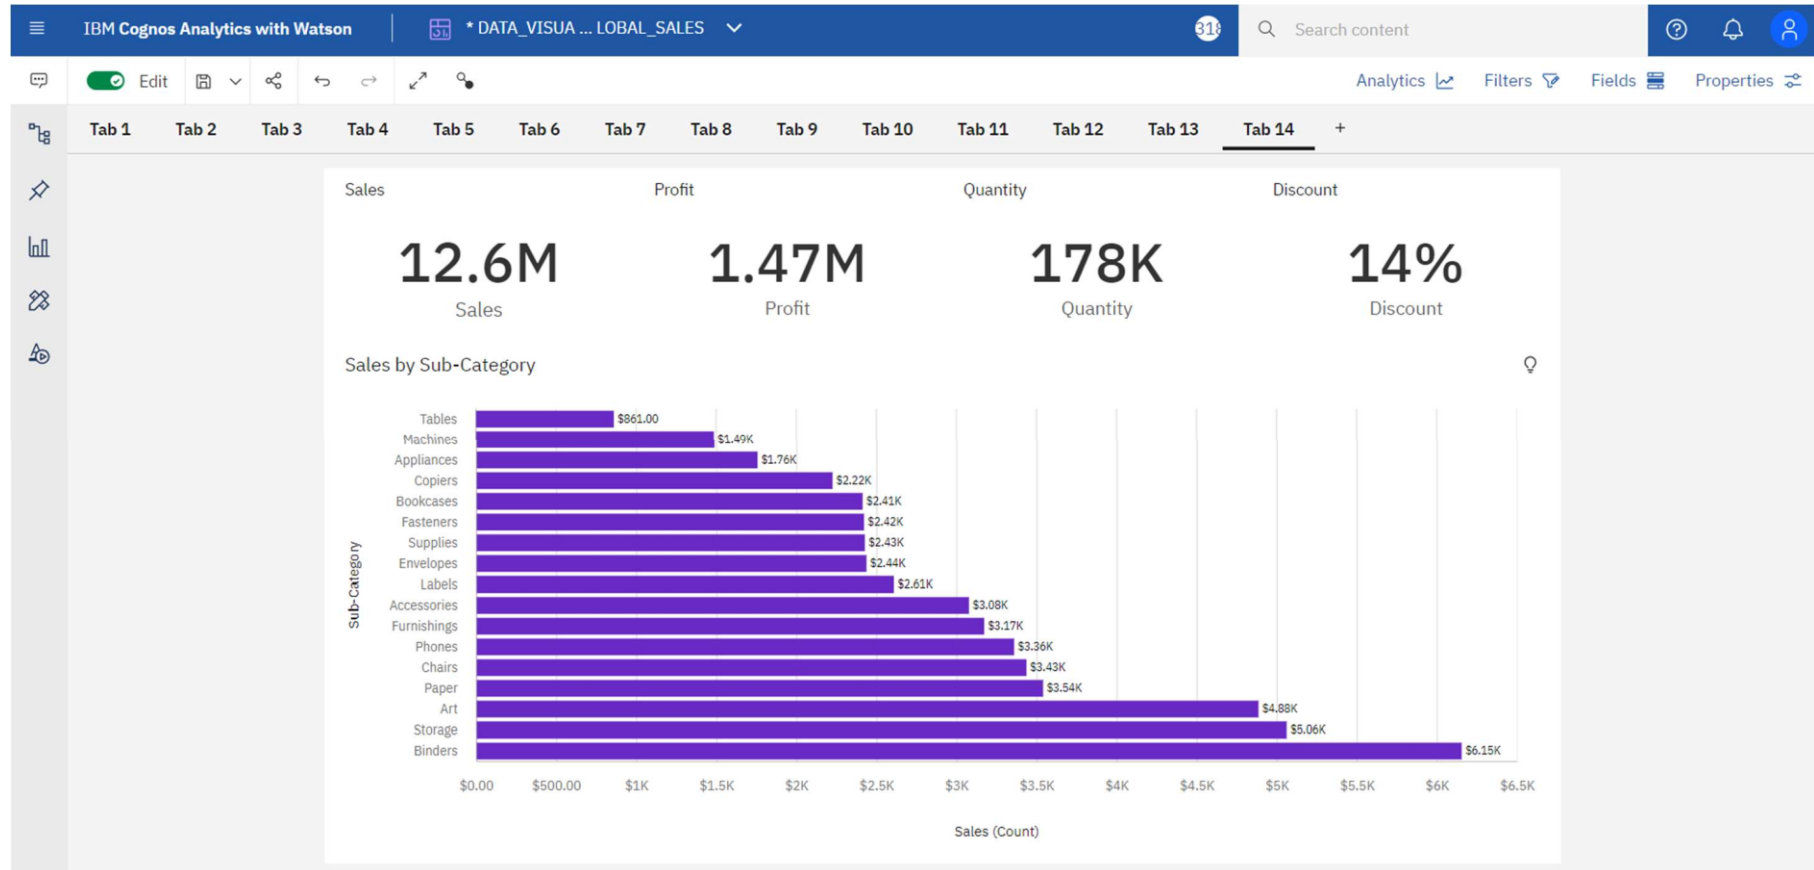 IBM Cognos Analytics with Watson
* DATA_VISUA ... LOBAL_SALES
318
Search content
Edit
Analytics
Filters
Fields
Properties
Tab 1 Tab 2 Tab 3 Tab 4 Tab 5 Tab 6 Tab 7 Tab 8 Tab 9 Tab 10 Tab 11 Tab 12 Tab 13 Tab 14 +
Sales Profit Quantity Discount
12.6M 1.47M 178K 14%
Sales Profit Quantity Discount
Sales by Sub-Category
Sub-Category
Tables $861.00
Machines $1.49K
Appliances $1.76K
Copiers $2.22K
Bookcases $2.41K
Fasteners $2.42K
Supplies $2.43K
Envelopes $2.44K
Labels $2.61K
Accessories $3.08K
Furnishings $3.17K
Phones $3.36K
Chairs $3.43K
Paper $3.54K
Art $4.88K
Storage $5.06K
Binders $6.15K
$0.00 $500.00 $1K $1.5K $2K $2.5K $3K $3.5K $4K $4.5K $5K $5.5K $6K $6.5K
Sales (Count)